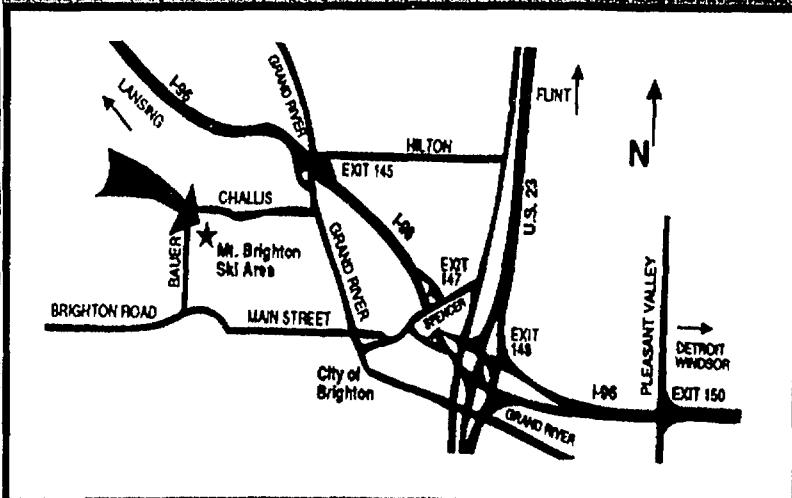 GRAND RIVER
I-96
LANSING
FLINT
N
HILTON
EXIT 145
U.S. 23
CHALLIS
I-96
GRAND RIVER
BAUER
Mt. Brighton
Ski Area
EXIT
147
SPENCER
PLEASANT VALLEY
BRIGHTON ROAD
MAIN STREET
EXIT
148
DETROIT
WINDSOR
City of
Brighton
I-96
EXIT 150
GRAND RIVER